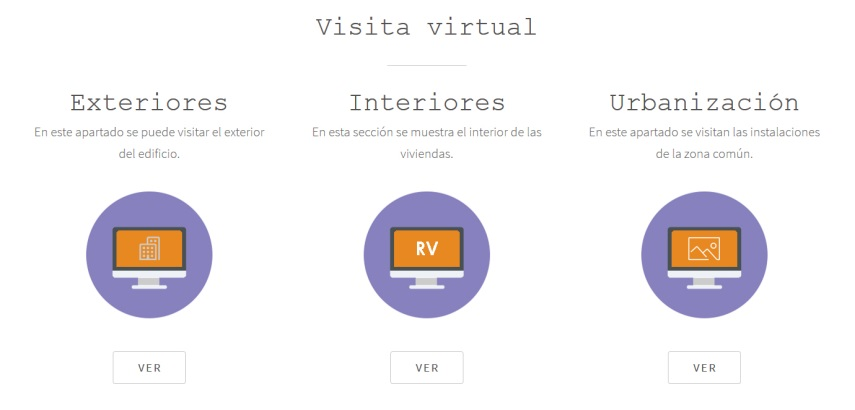 Visita virtual
Exteriores
En este apartado se puede visitar el exterior
del edificio.
VER
Interiores
En esta sección se muestra el interior de las
viviendas.
RV
VER
Urbanización
En este apartado se visitan las instalaciones
de la zona común.
VER